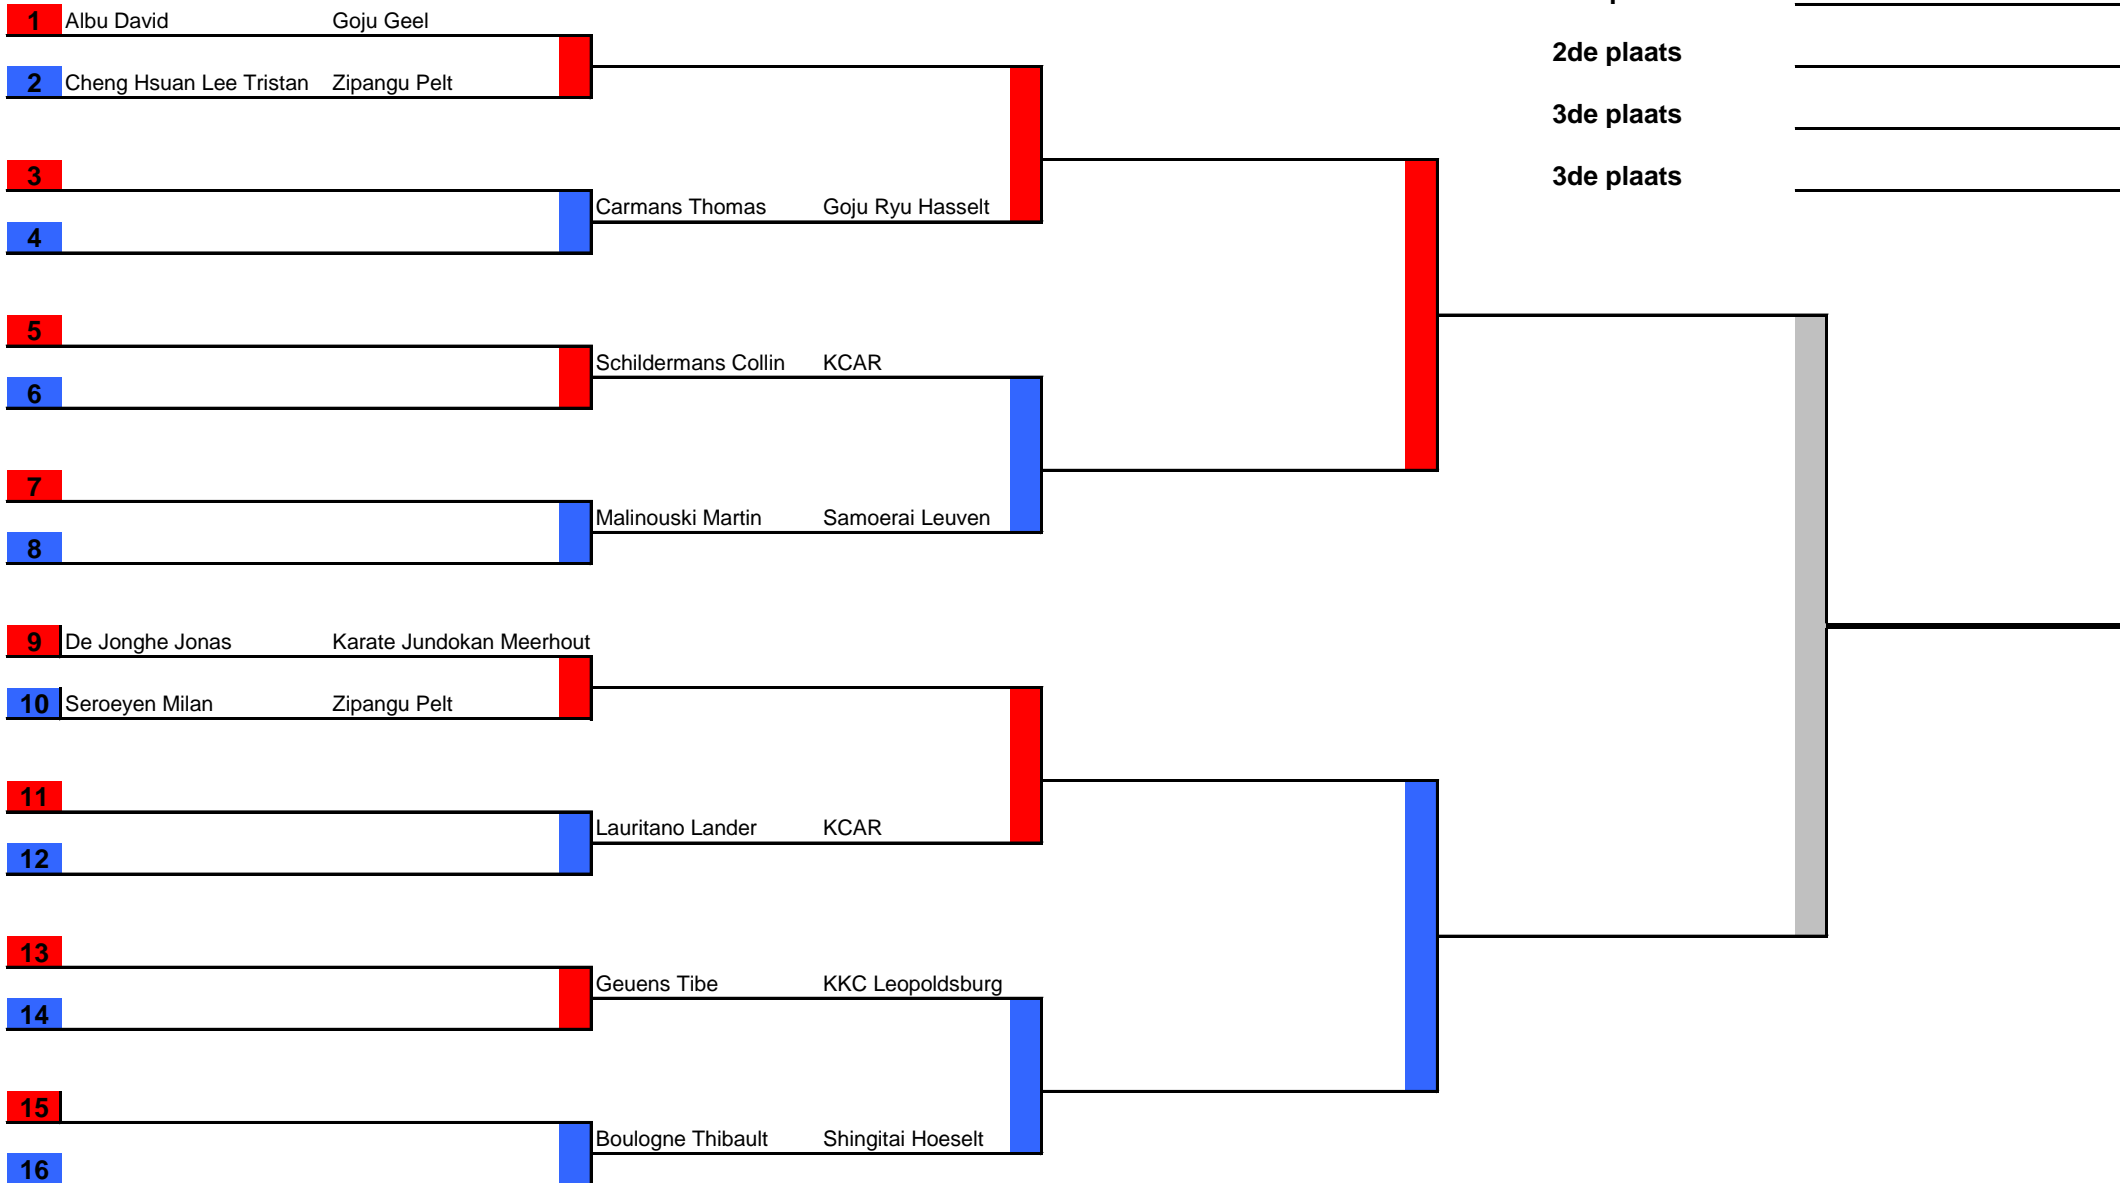 1 Albu David Goju Geel
2de plaats
2 Cheng Hsuan Lee Tristan Zipangu Pelt
3de plaats
3
3de plaats
Carmans Thomas Goju Ryu Hasselt
4
5
Schildermans Collin KCAR
6
7
Malinouski Martin Samoerai Leuven
8
9 De Jonghe Jonas Karate Jundokan Meerhout
10 Seroeyen Milan Zipangu Pelt
11
Lauritano Lander KCAR
12
13
Geuens Tibe KKC Leopoldsburg
14
15
Boulogne Thibault Shingitai Hoeselt
16